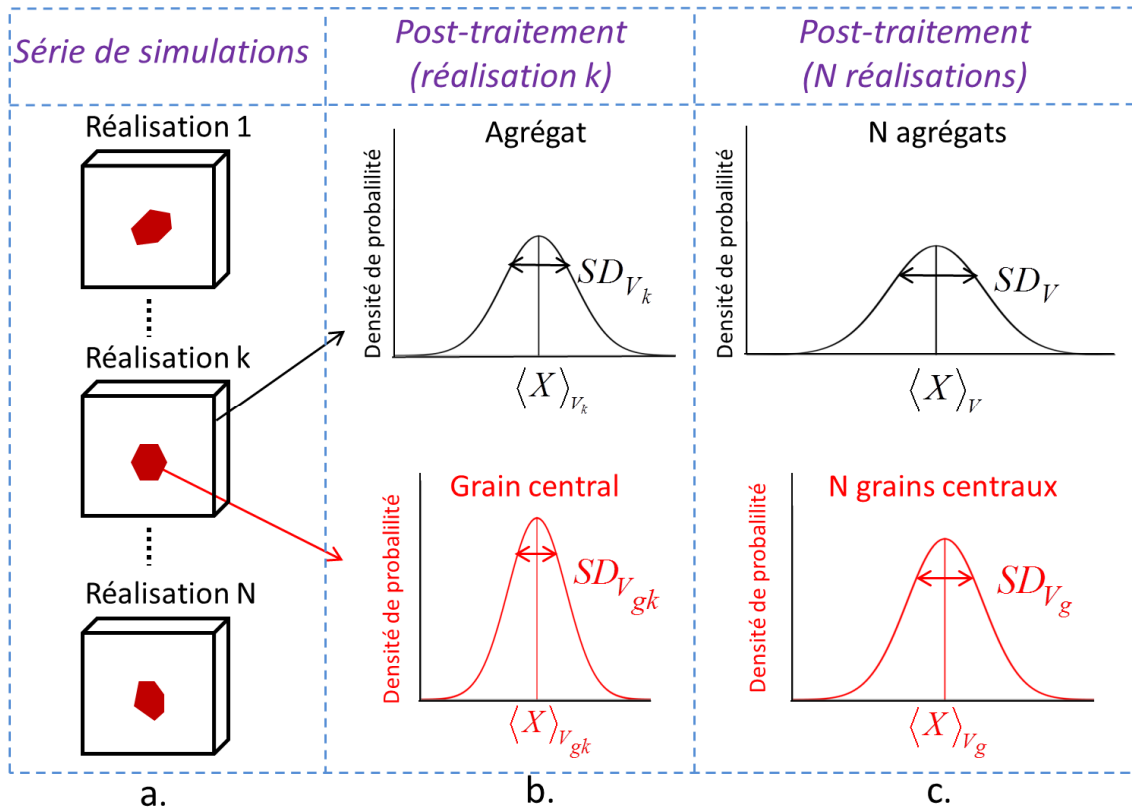 Série de simulations
Post-traitement
(réalisation k)
Post-traitement
(N réalisations)
Réalisation 1
Réalisation k
Réalisation N
a.
Agrégat
Densité de probalilité
SD_{V_k}
⟨X⟩_{V_k}
Grain central
Densité de probalilité
SD_{V_{gk}}
⟨X⟩_{V_{gk}}
b.
N agrégats
Densité de probalilité
SD_V
⟨X⟩_V
N grains centraux
Densité de probalilité
SD_{V_g}
⟨X⟩_{V_g}
c.